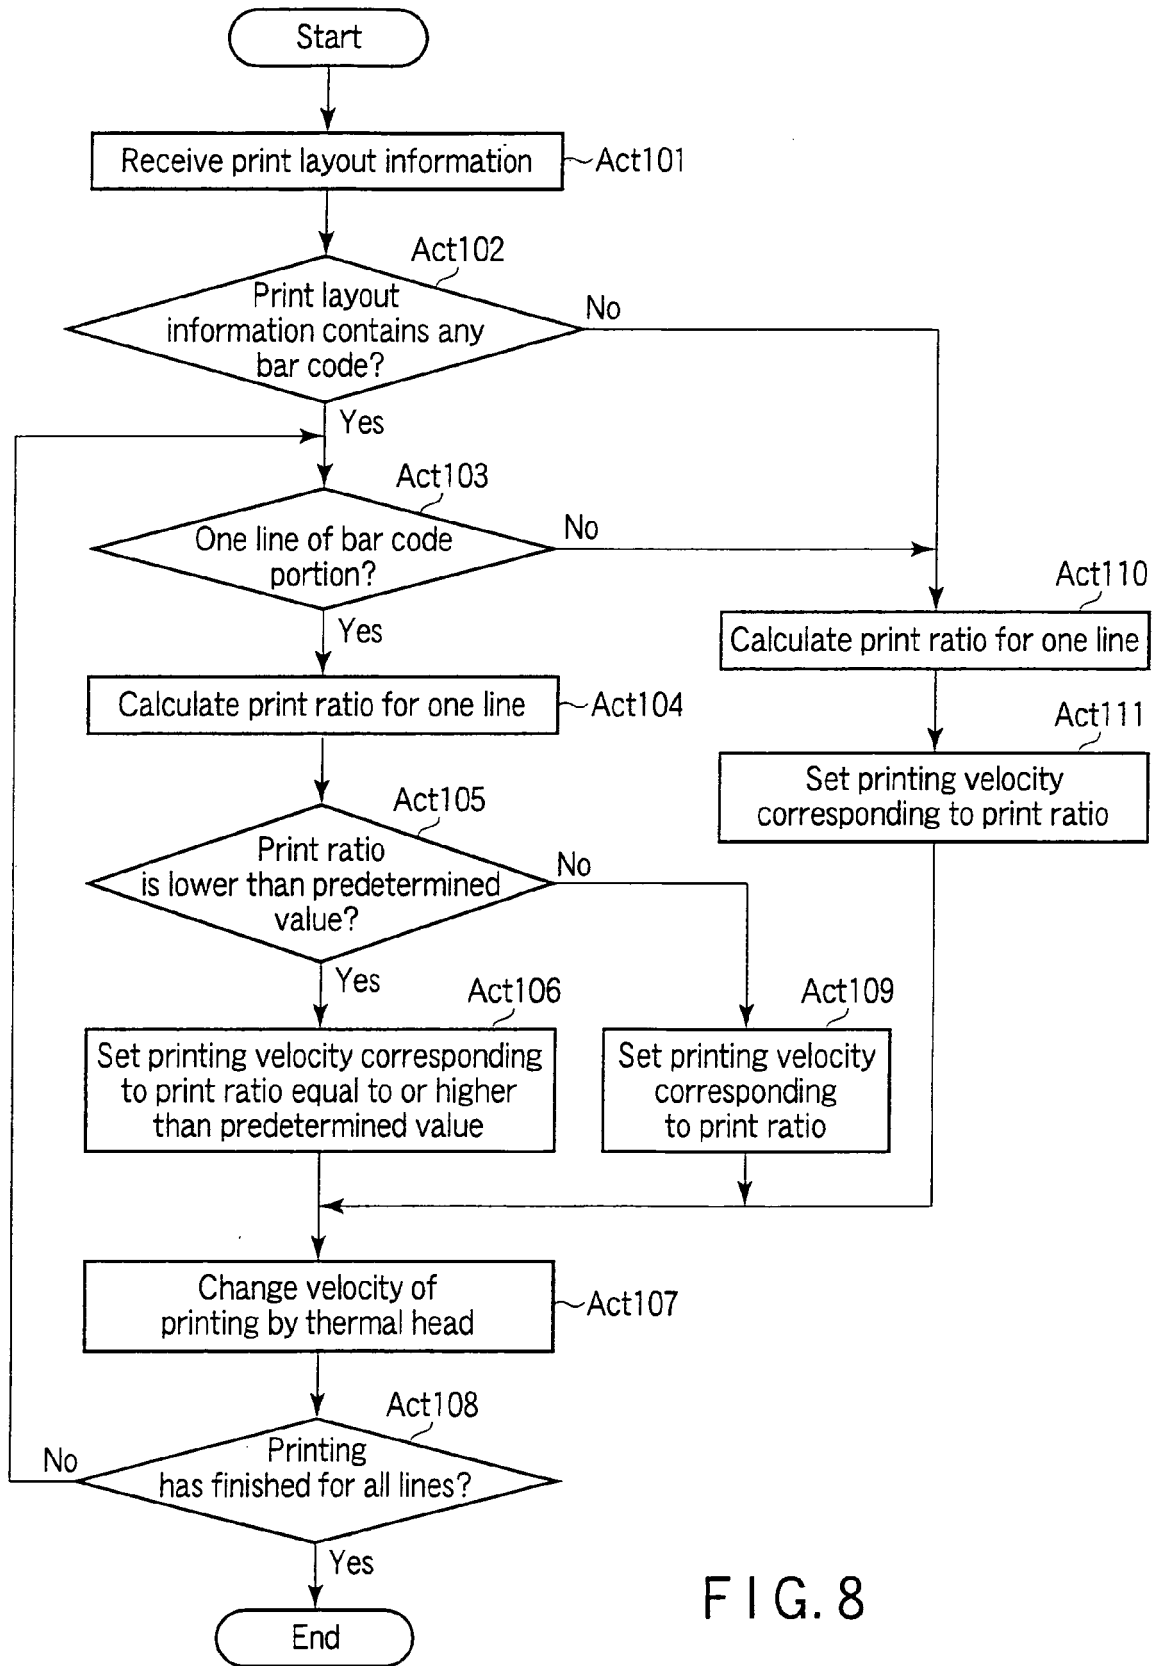 Start
Receive print layout information
Act101
Act102
Print layout
information contains any
bar code?
No
Yes
Act103
One line of bar code
portion?
No
Yes
Act110
Calculate print ratio for one line
Calculate print ratio for one line
Act104
Act111
Set printing velocity
corresponding to print ratio
Act105
Print ratio
is lower than predetermined
value?
No
Yes
Act106
Set printing velocity corresponding
to print ratio equal to or higher
than predetermined value
Act109
Set printing velocity
corresponding
to print ratio
Change velocity of
printing by thermal head
Act107
Act108
Printing
has finished for all lines?
No
Yes
End
FIG. 8